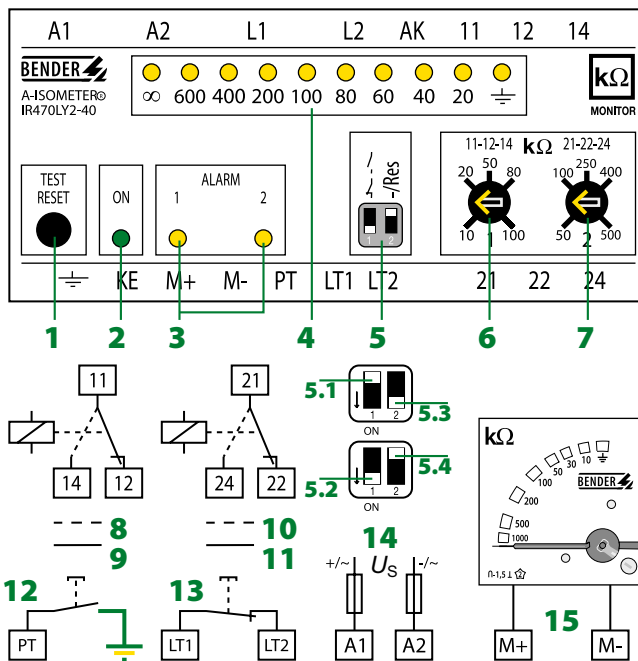 A1 A2 L1 L2 AK 11 12 14
BENDER
A-ISOMETER®
IR470LY2-40
∞ 600 400 200 100 80 60 40 20
kΩ
MONITOR
TEST
RESET
ON
ALARM
1 2
-/Res
1 2
11-12-14 kΩ 21-22-24
20 50 80
10 100
1
100 250 400
50 500
2
KE M+ M- PT LT1 LT2 21 22 24
1 2 3 4 5 6 7
11
14 12
21
24 22
5.1
5.3
1 2
ON
5.2
5.4
1 2
ON
kΩ
1000 500 200 100 50 30 10
BENDER
8
9
10
11
12
PT
13
LT1 LT2
14
+/~ US -/~
A1 A2
15
M+ M-